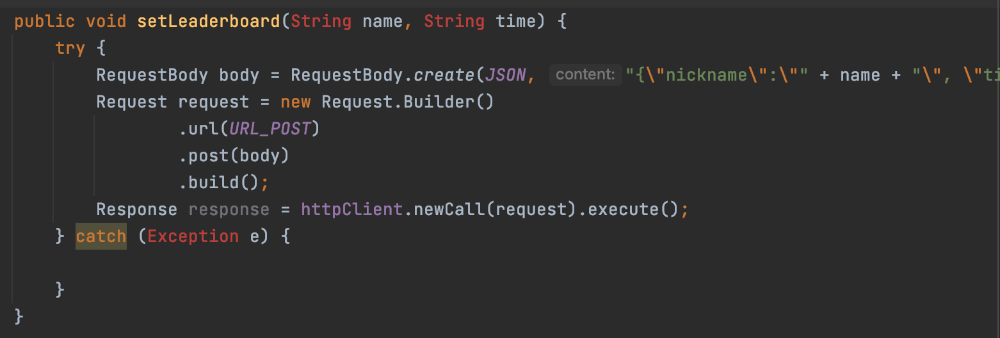 public void setLeaderboard(String name, String time) {
    try {
        RequestBody body = RequestBody.create(JSON, content: "{\"nickname\":\"" + name + "\", \"ti
        Request request = new Request.Builder()
                .url(URL_POST)
                .post(body)
                .build();
        Response response = httpClient.newCall(request).execute();
    } catch (Exception e) {
    }
}